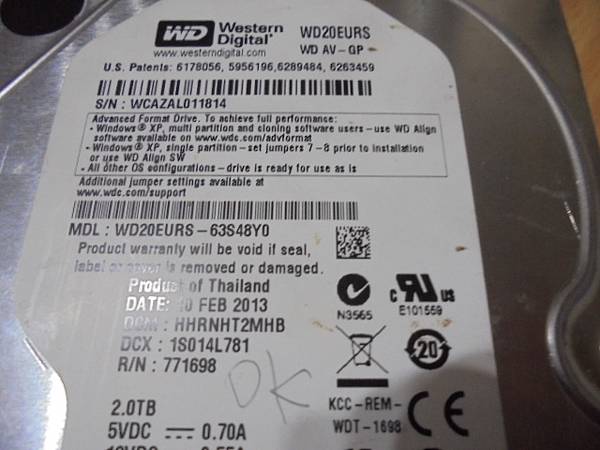 WD Western Digital®
www.westerndigital.com
WD20EURS
WD AV-GP
U.S. Patents: 6178056, 5956196,6289484, 6263459
S/N : WCAZAL011814
Advanced Format Drive. To achieve full performance:
- Windows® XP, multi partition and cloning software users - use WD Align
software available on www.wdc.com/advformat
- Windows® XP, single partition - set jumpers 7-8 prior to installation
or use WD Align SW
- All other OS configurations - drive is ready for use as is
Additional jumper settings available at
www.wdc.com/support
MDL : WD20EURS-63S48Y0
Product warranty will be void if seal,
label or cover is removed or damaged.
Product of Thailand
DATE: FEB 2013
DCM : HHRNHT2MHB
DCX : 1S014L781
R/N : 771698
OK
N3565
c RU us
E101559
20
2.0TB
5VDC 0.70A
KCC-REM-
WDT-1698
CE